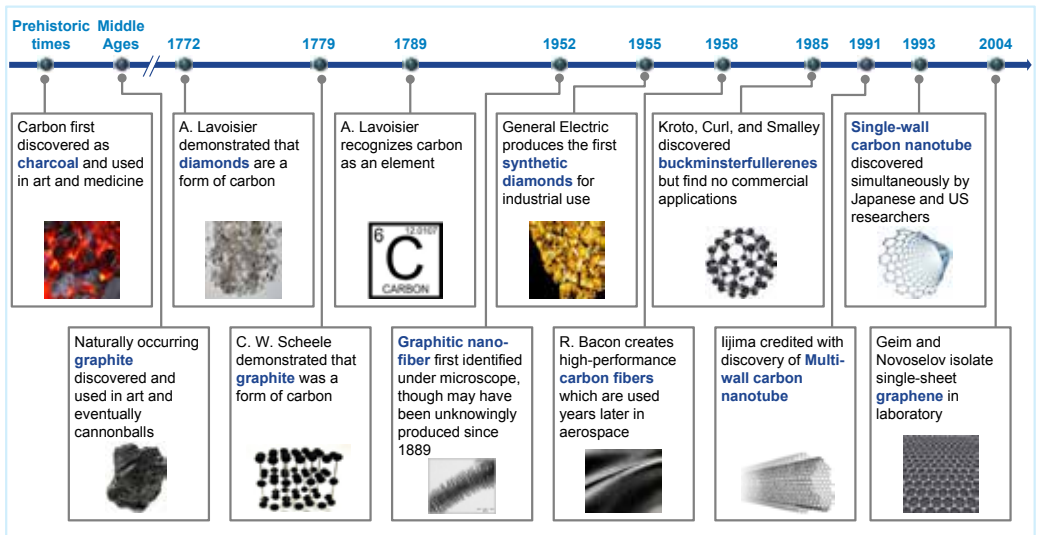 Prehistoric
times
Middle
Ages
1772
1779
1789
1952
1955
1958
1985
1991
1993
2004
Carbon first
discovered as
charcoal and used
in art and medicine
A. Lavoisier
demonstrated that
diamonds are a
form of carbon
A. Lavoisier
recognizes carbon
as an element
6
12.0107
C
CARBON
General Electric
produces the first
synthetic
diamonds for
industrial use
Kroto, Curl, and Smalley
discovered
buckminsterfullerenes
but find no commercial
applications
Single-wall
carbon nanotube
discovered
simultaneously by
Japanese and US
researchers
Naturally occurring
graphite
discovered and
used in art and
eventually
cannonballs
C. W. Scheele
demonstrated that
graphite was a
form of carbon
Graphitic nano-
fiber first identified
under microscope,
though may have
been unknowingly
produced since
1889
R. Bacon creates
high-performance
carbon fibers
which are used
years later in
aerospace
Iijima credited with
discovery of Multi-
wall carbon
nanotube
Geim and
Novoselov isolate
single-sheet
graphene in
laboratory